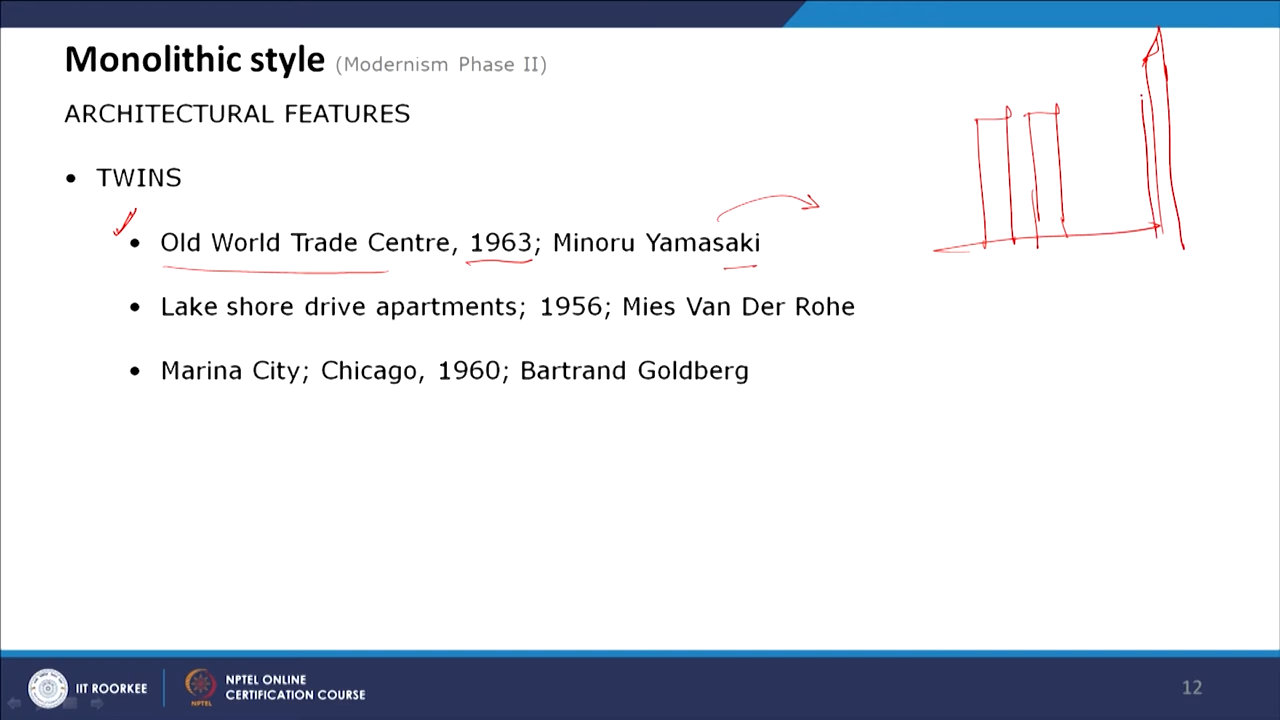 Monolithic style (Modernism Phase II)
ARCHITECTURAL FEATURES
• TWINS
• Old World Trade Centre, 1963; Minoru Yamasaki
• Lake shore drive apartments; 1956; Mies Van Der Rohe
• Marina City; Chicago, 1960; Bartrand Goldberg
IIT ROORKEE
NPTEL
NPTEL ONLINE
CERTIFICATION COURSE
12